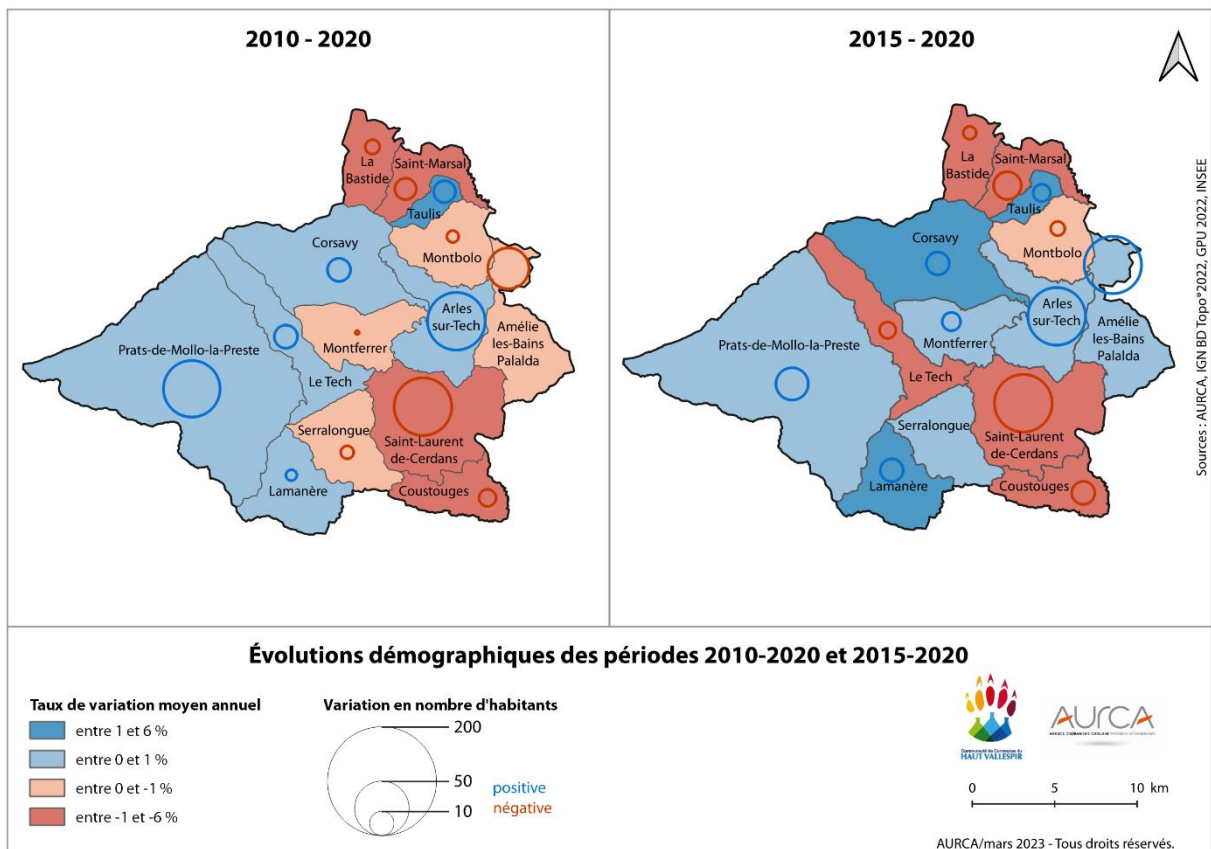 2010 - 2020
La
Bastide
Saint-Marsal
Taulis
Corsavy
Montbolo
Arles
sur-Tech
Prats-de-Mollo-la-Preste
Montferrer
Amélie
les-Bains
Palalda
Le Tech
Serralongue
Saint-Laurent
de-Cerdans
Lamanère
Coustouges
2015 - 2020
La
Bastide
Saint-Marsal
Taulis
Corsavy
Montbolo
Arles
sur-Tech
Prats-de-Mollo-la-Preste
Montferrer
Amélie
les-Bains
Palalda
Le Tech
Serralongue
Saint-Laurent
de-Cerdans
Lamanère
Coustouges
Sources : AURCA, IGN BD Topo®2022, GPU 2022, INSEE
Évolutions démographiques des périodes 2010-2020 et 2015-2020
Taux de variation moyen annuel
entre 1 et 6 %
entre 0 et 1 %
entre 0 et -1 %
entre -1 et -6 %
Variation en nombre d'habitants
200
50
10
positive
négative
Communauté de Communes du
HAUT VALLESPIR
AURCA
0 5 10 km
AURCA/mars 2023 - Tous droits réservés.